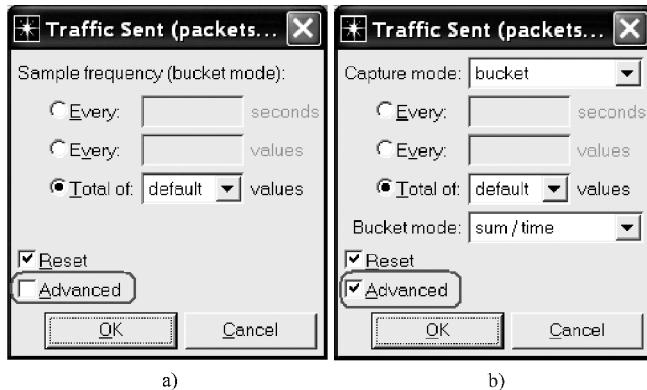 Traffic Sent (packets...
Sample frequency (bucket mode):
Every: seconds
Every: values
Total of: default values
Reset
Advanced
OK Cancel
a)
Traffic Sent (packets...
Capture mode: bucket
Every: seconds
Every: values
Total of: default values
Bucket mode: sum / time
Reset
Advanced
OK Cancel
b)